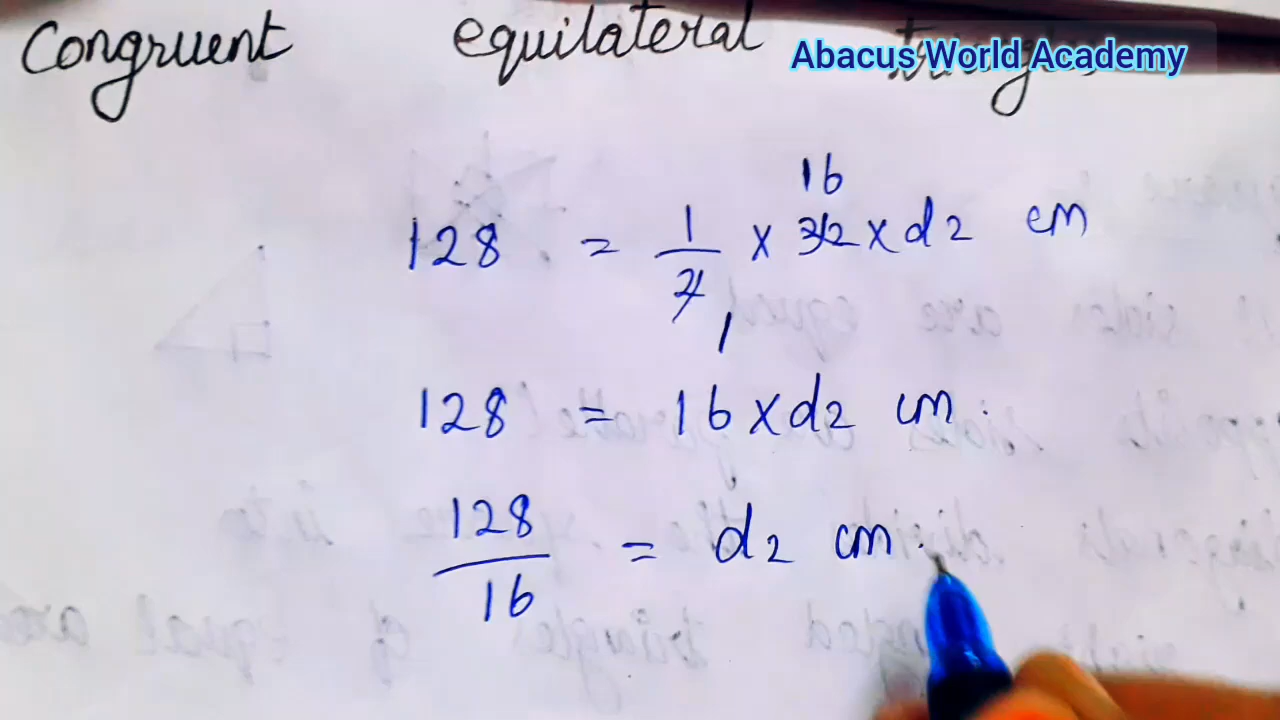 Congruent equilateral
Abacus World Academy
16
128 = 1/2 × 32 × d2 cm
1
128 = 16 × d2 cm.
128/16 = d2 cm.